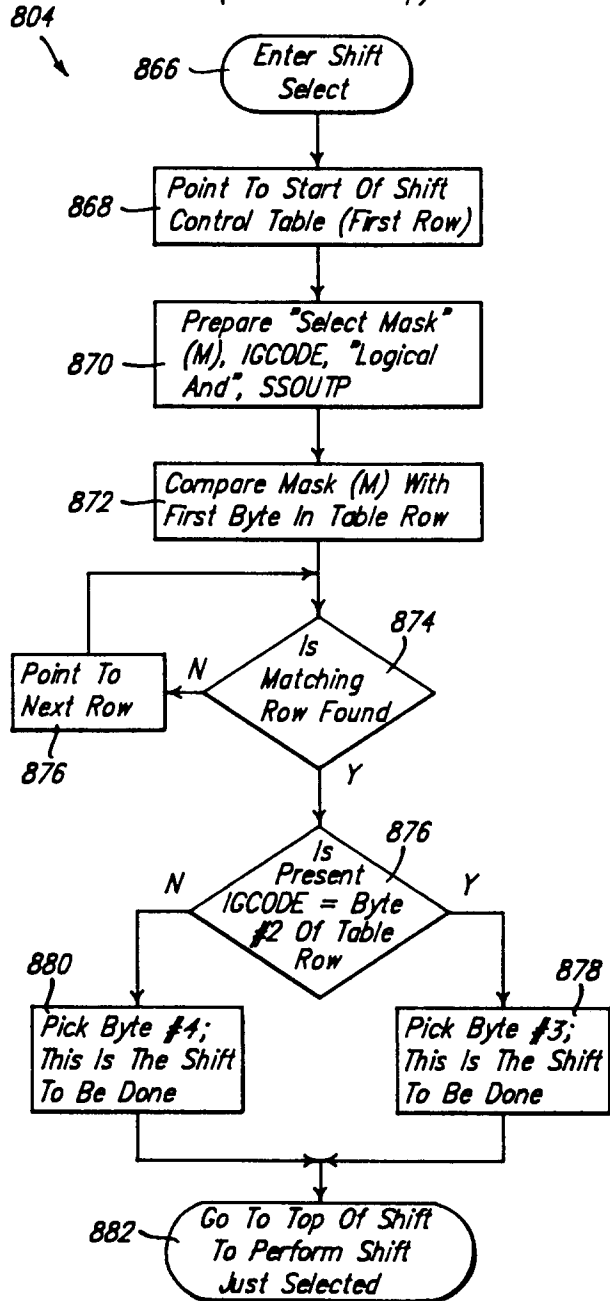 804
866
Enter Shift
Select
868
Point To Start Of Shift
Control Table (First Row)
870
Prepare "Select Mask"
(M), IGCODE, "Logical
And", SSOUTP
872
Compare Mask (M) With
First Byte In Table Row
874
Is
Matching
Row Found
N
Point To
Next Row
876
Y
876
Is
Present
IGCODE = Byte
#2 Of Table
Row
N
Y
880
Pick Byte #4;
This Is The Shift
To Be Done
878
Pick Byte #3;
This Is The Shift
To Be Done
882
Go To Top Of Shift
To Perform Shift
Just Selected